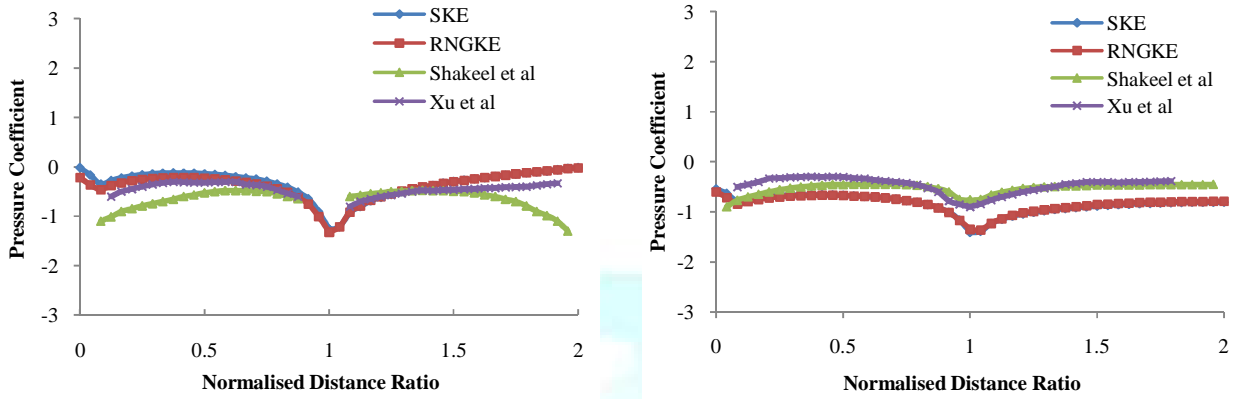 Pressure Coefficient
3
2
1
0
-1
-2
-3
SKE
RNGKE
Shakeel et al
Xu et al
0
0.5
1
1.5
2
Normalised Distance Ratio
Pressure Coefficient
3
2
1
0
-1
-2
-3
SKE
RNGKE
Shakeel et al
Xu et al
0
0.5
1
1.5
2
Normalised Distance Ratio